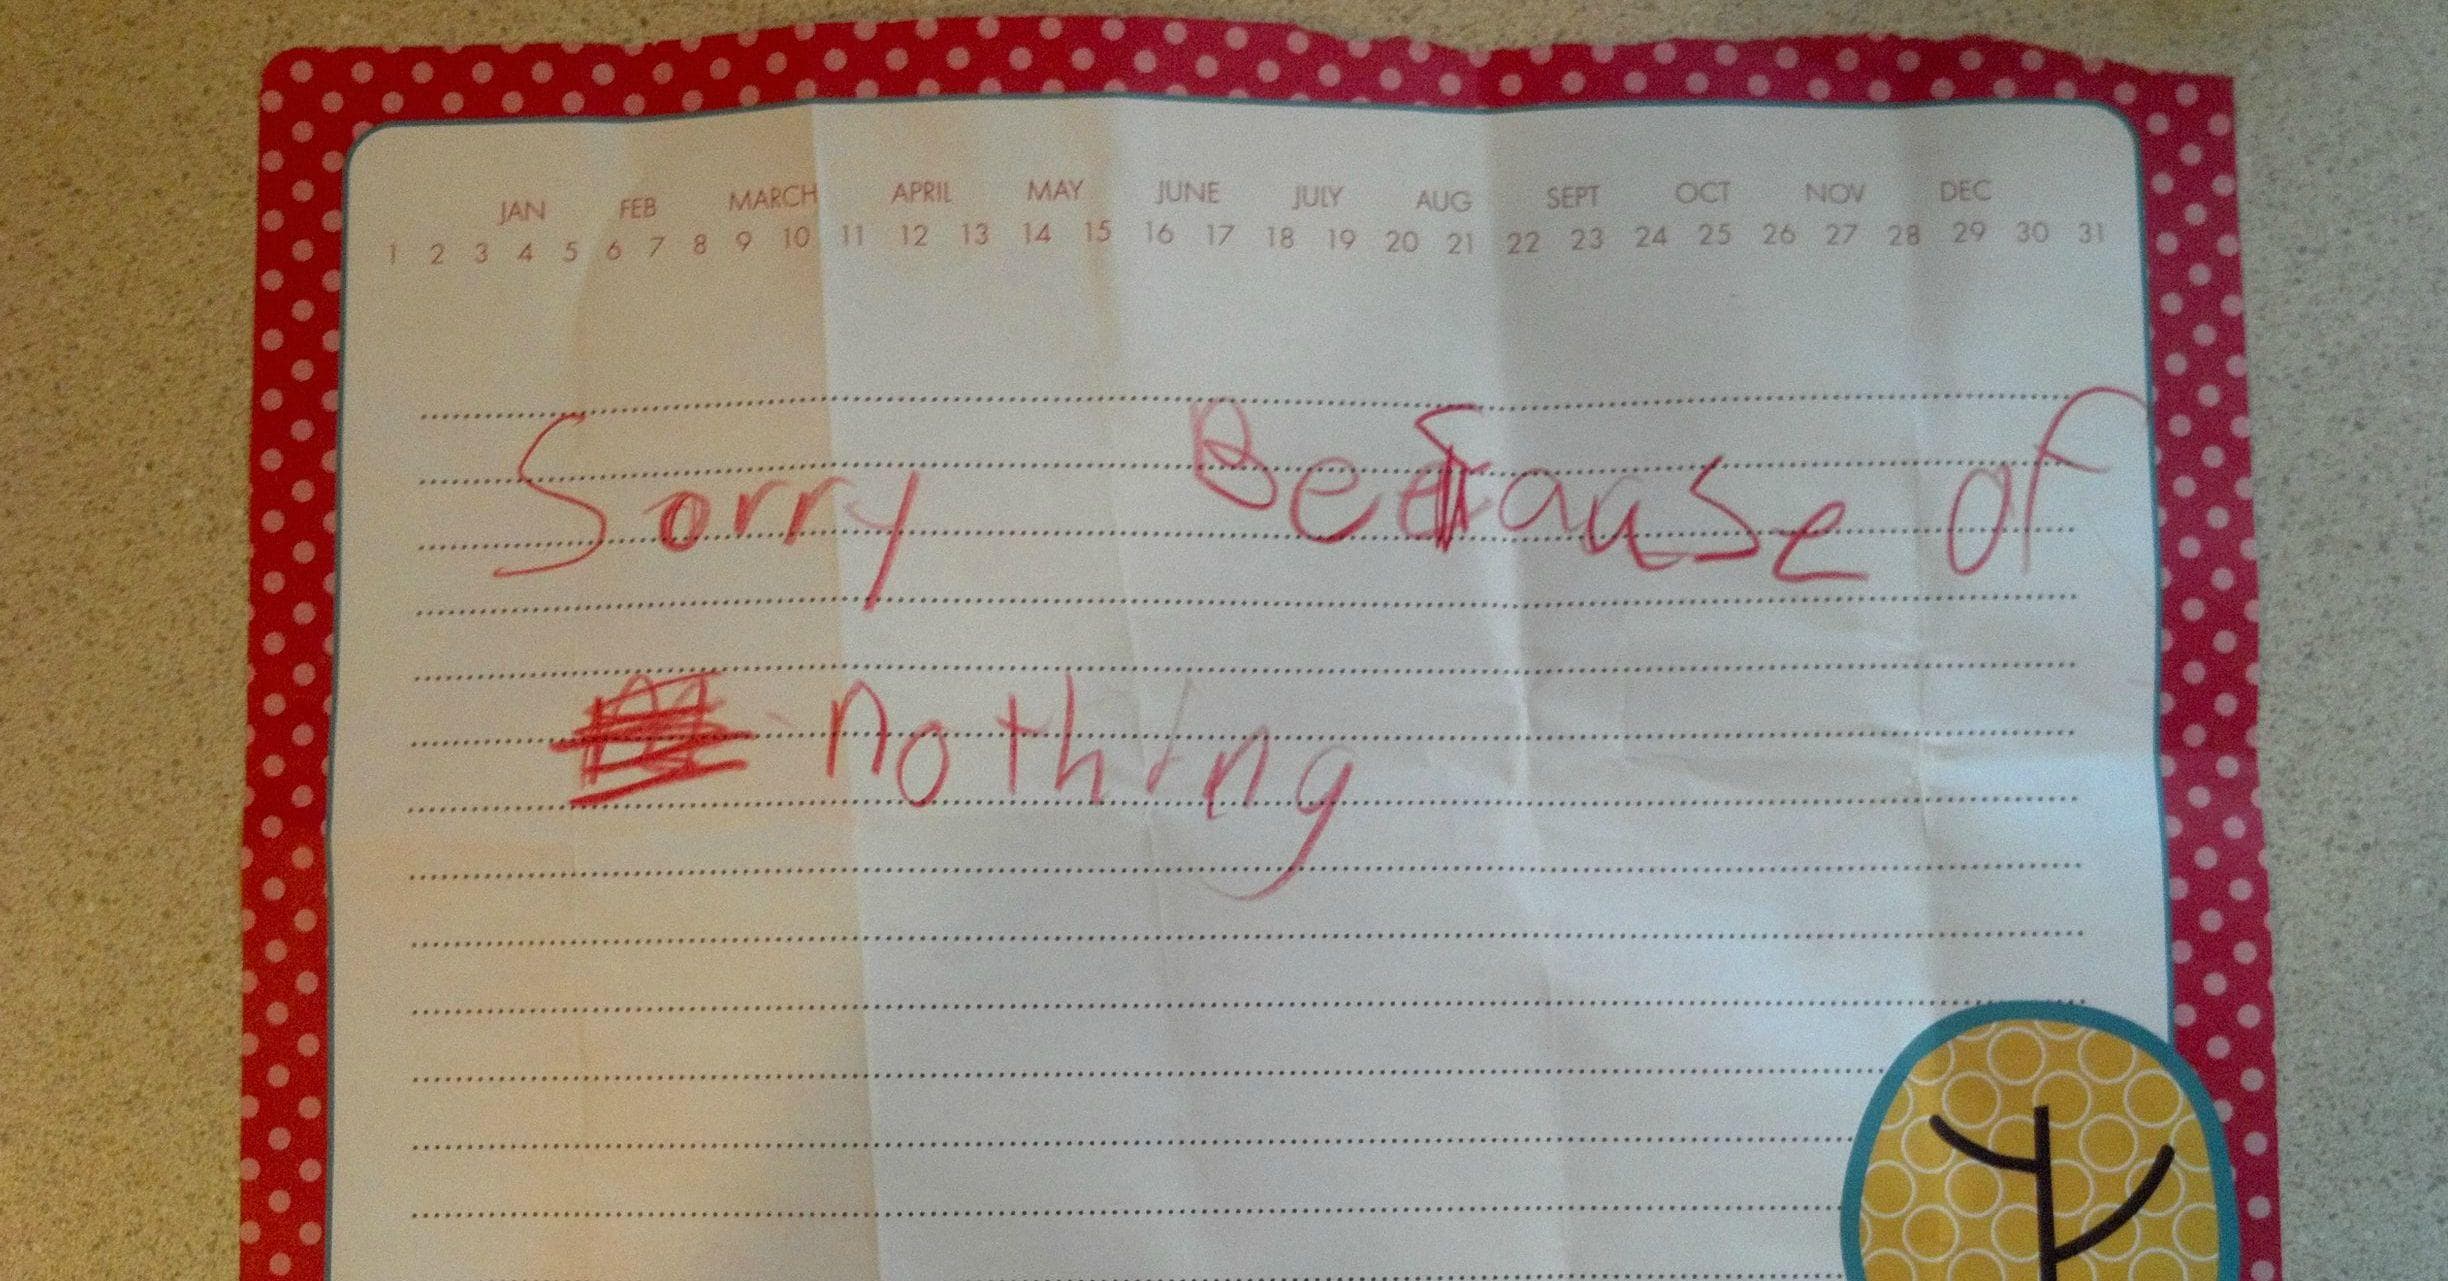 JAN FEB MARCH APRIL MAY JUNE JULY AUG SEPT OCT NOV DEC
1 2 3 4 5 6 7 8 9 10 11 12 13 14 15 16 17 18 19 20 21 22 23 24 25 26 27 28 29 30 31
Sorry Because of
nothing